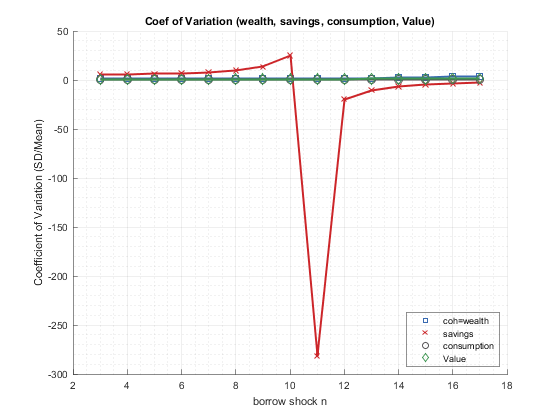 Coef of Variation (wealth, savings, consumption, Value)
50
0
-50
-100
-150
-200
-250
-300
Coefficient of Variation (SD/Mean)
2
4
6
8
10
12
14
16
18
borrow shock n
coh=wealth
savings
consumption
Value